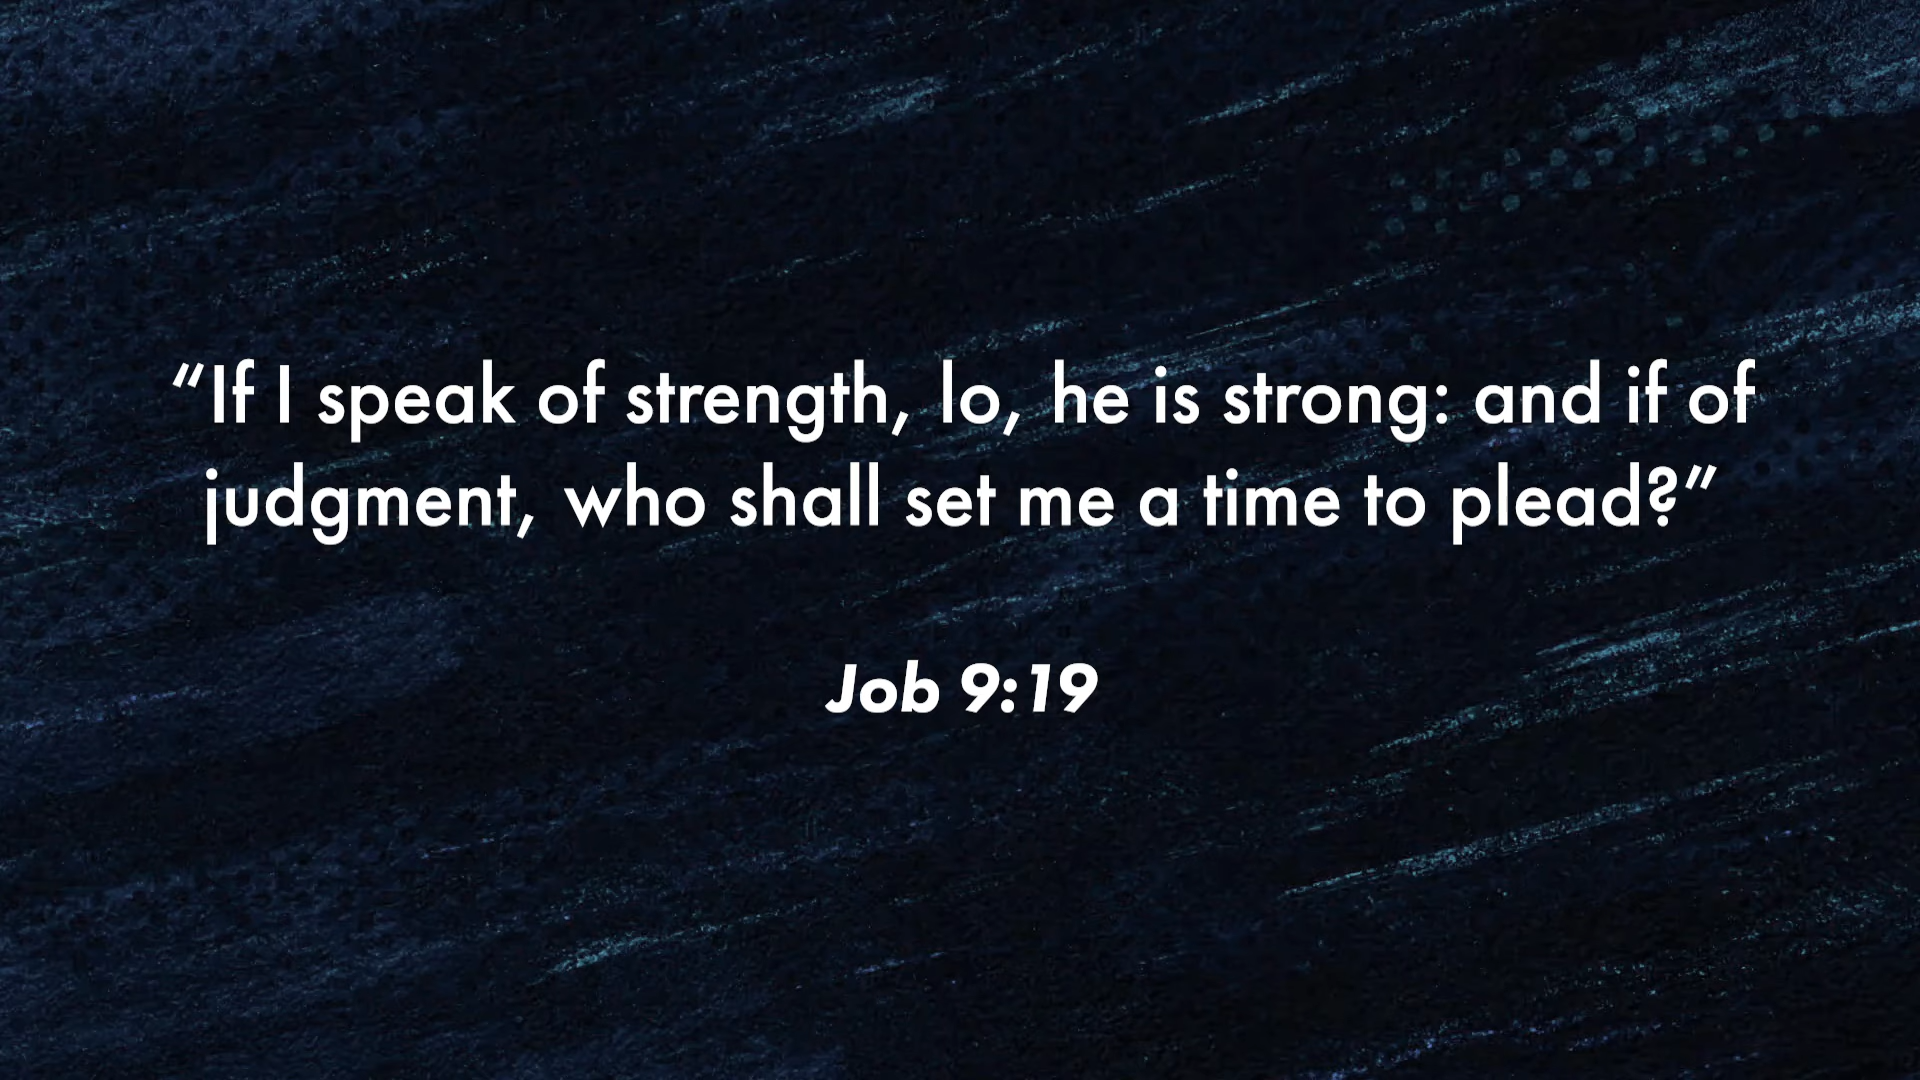 “If I speak of strength, lo, he is strong: and if of
judgment, who shall set me a time to plead?”
Job 9:19